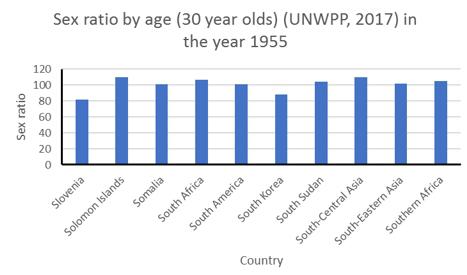 Sex ratio by age (30 year olds) (UNWPP, 2017) in
the year 1955
120
100
80
60
40
20
0
Sex ratio
Slovenia
Solomon Islands
Somalia
South Africa
South America
South Korea
South Sudan
South-Central Asia
South-Eastern Asia
Southern Africa
Country